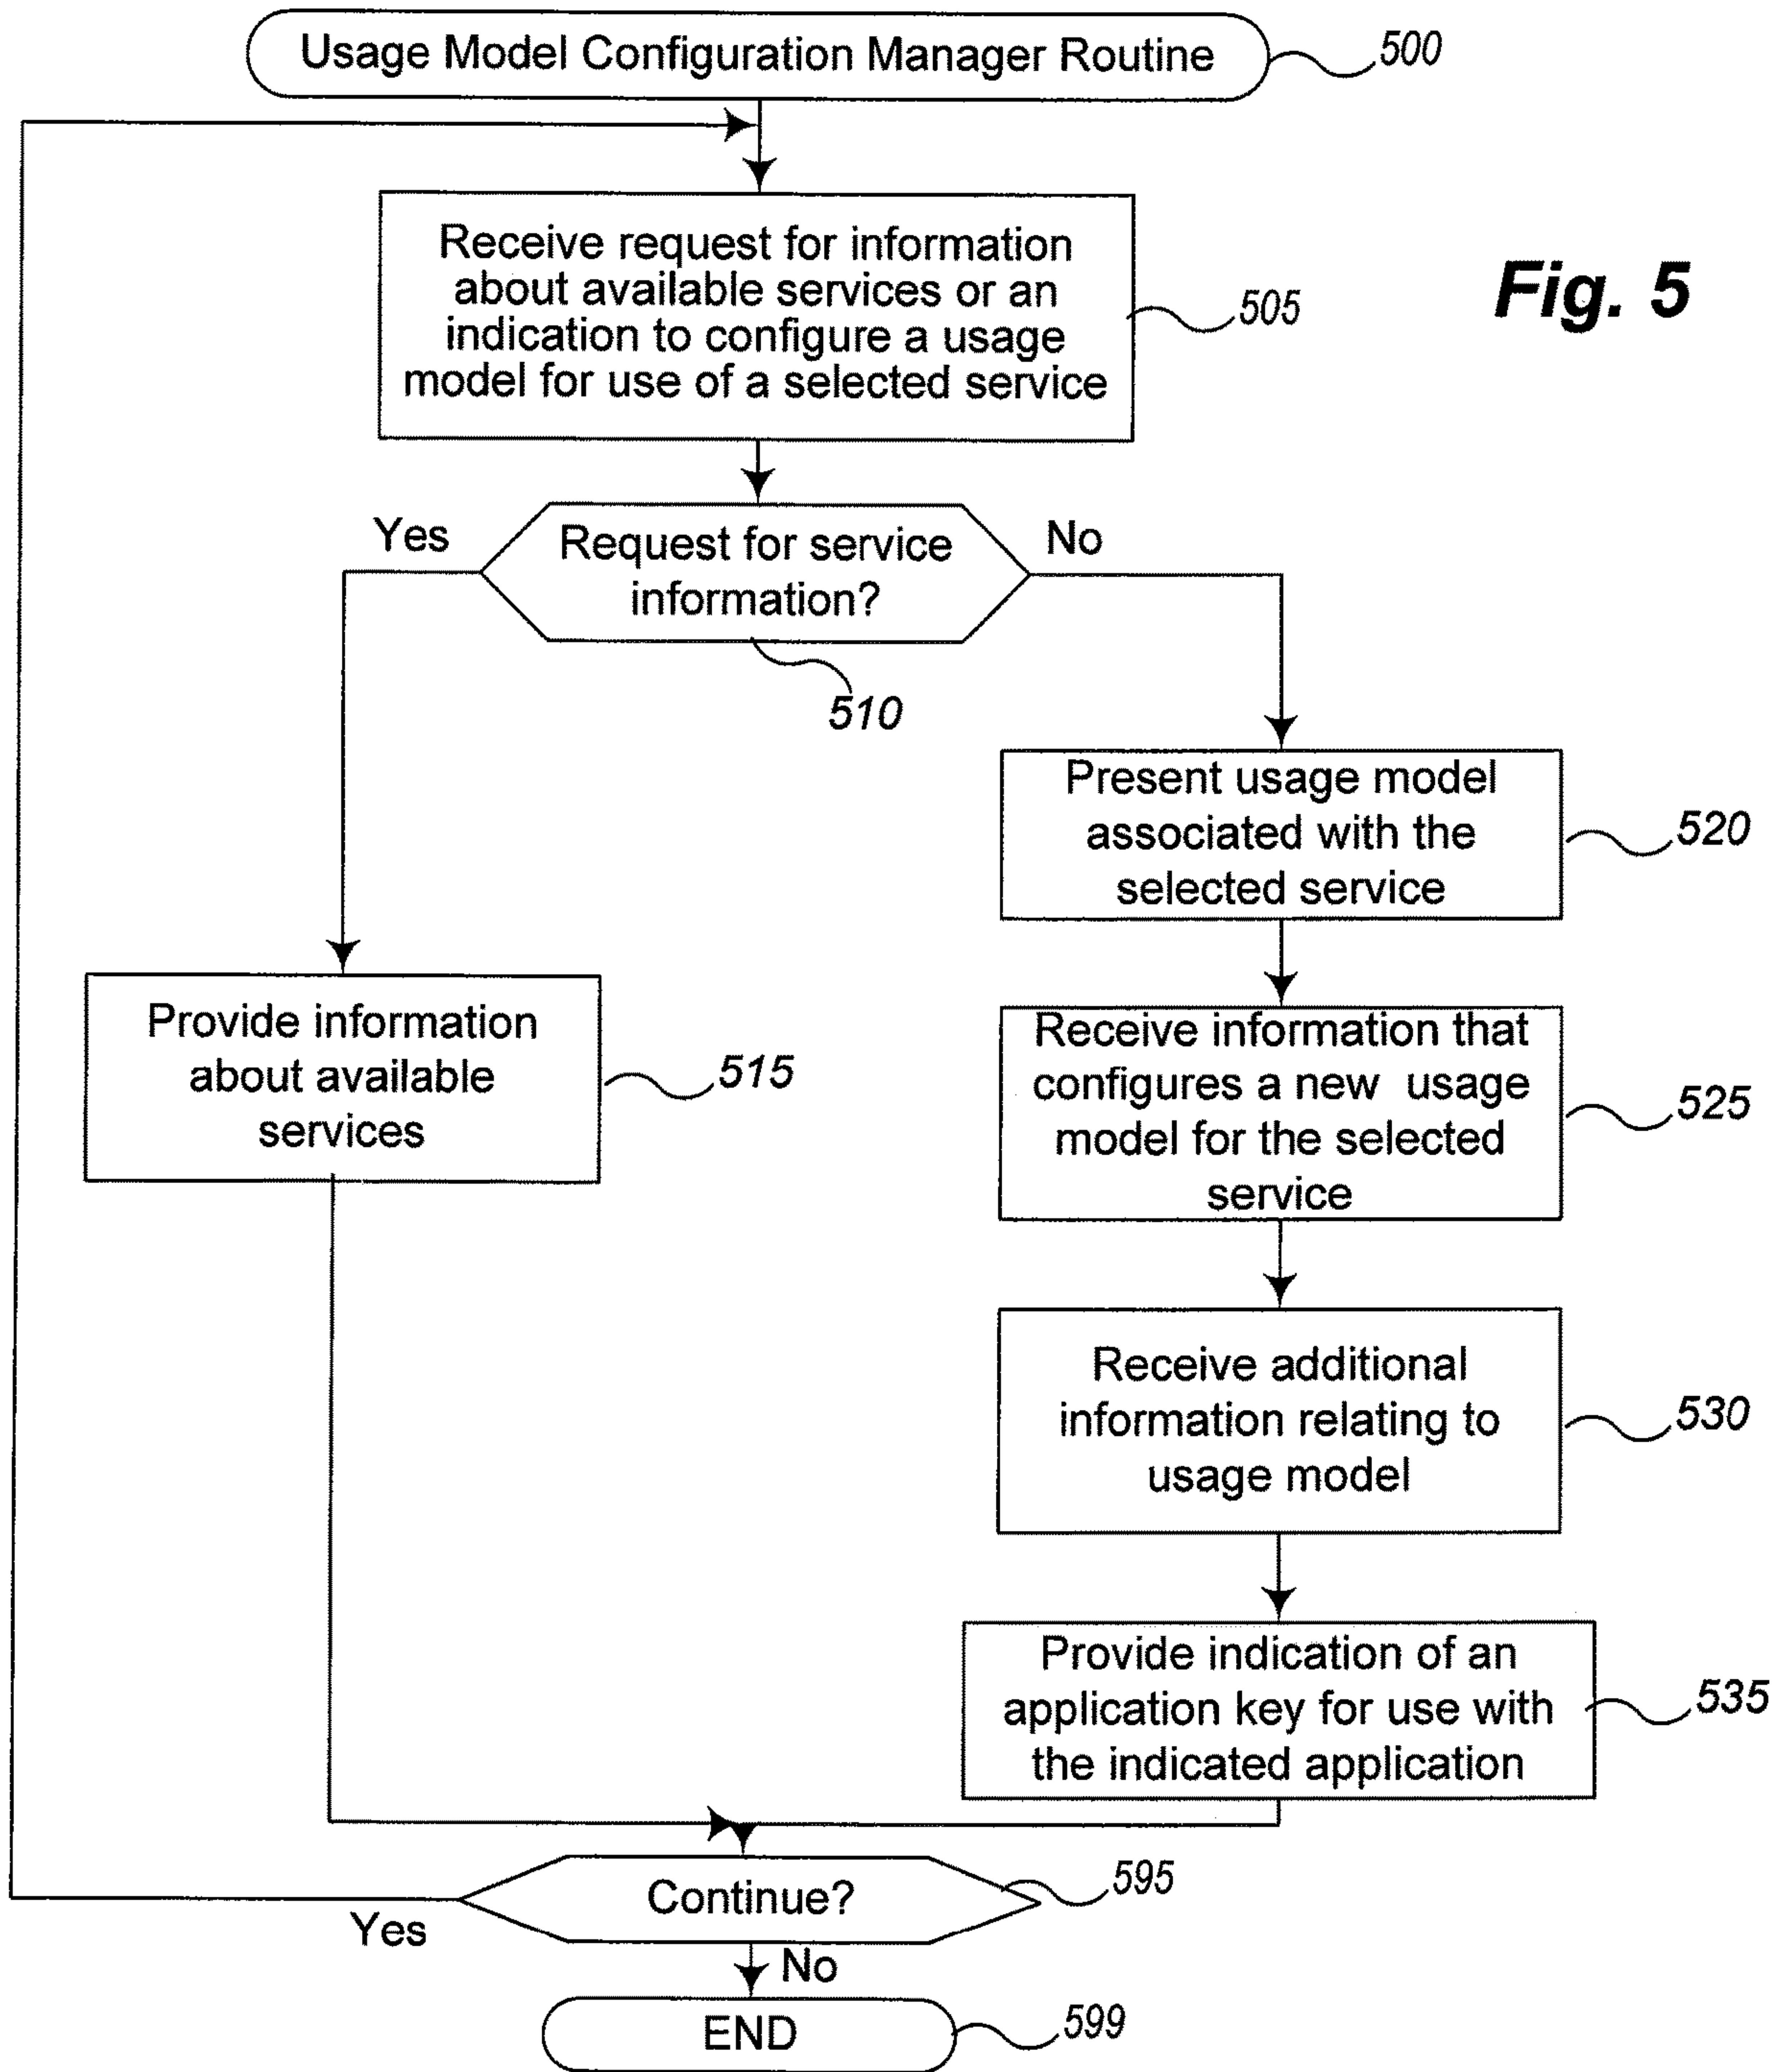 Usage Model Configuration Manager Routine
500
Receive request for information
about available services or an
indication to configure a usage
model for use of a selected service
505
Fig. 5
Yes
Request for service
information?
No
510
Present usage model
associated with the
selected service
520
Provide information
about available
services
515
Receive information that
configures a new usage
model for the selected
service
525
Receive additional
information relating to
usage model
530
Provide indication of an
application key for use with
the indicated application
535
Continue?
595
Yes
No
END
599